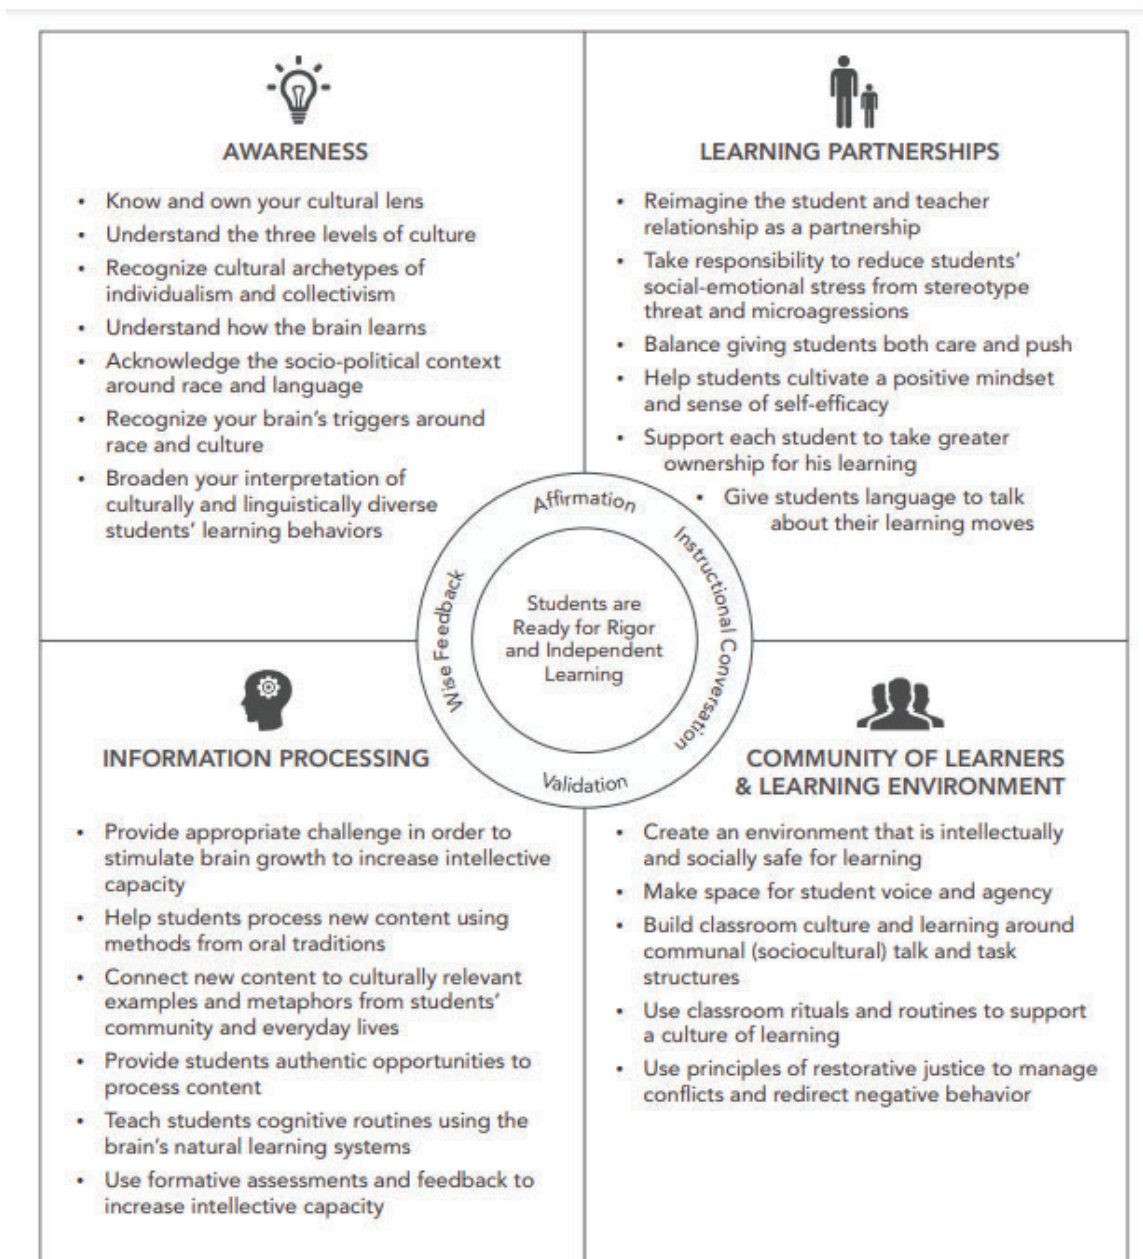 AWARENESS
• Know and own your cultural lens
• Understand the three levels of culture
• Recognize cultural archetypes of
individualism and collectivism
• Understand how the brain learns
• Acknowledge the socio-political context
around race and language
• Recognize your brain's triggers around
race and culture
• Broaden your interpretation of
culturally and linguistically diverse
students' learning behaviors
LEARNING PARTNERSHIPS
• Reimagine the student and teacher
relationship as a partnership
• Take responsibility to reduce students'
social-emotional stress from stereotype
threat and microagressions
• Balance giving students both care and push
• Help students cultivate a positive mindset
and sense of self-efficacy
• Support each student to take greater
ownership for his learning
• Give students language to talk
about their learning moves
Affirmation
Instructional Conversation
Validation
Wise Feedback
Students are
Ready for Rigor
and Independent
Learning
INFORMATION PROCESSING
• Provide appropriate challenge in order to
stimulate brain growth to increase intellective
capacity
• Help students process new content using
methods from oral traditions
• Connect new content to culturally relevant
examples and metaphors from students'
community and everyday lives
• Provide students authentic opportunities to
process content
• Teach students cognitive routines using the
brain's natural learning systems
• Use formative assessments and feedback to
increase intellective capacity
COMMUNITY OF LEARNERS
& LEARNING ENVIRONMENT
• Create an environment that is intellectually
and socially safe for learning
• Make space for student voice and agency
• Build classroom culture and learning around
communal (sociocultural) talk and task
structures
• Use classroom rituals and routines to support
a culture of learning
• Use principles of restorative justice to manage
conflicts and redirect negative behavior